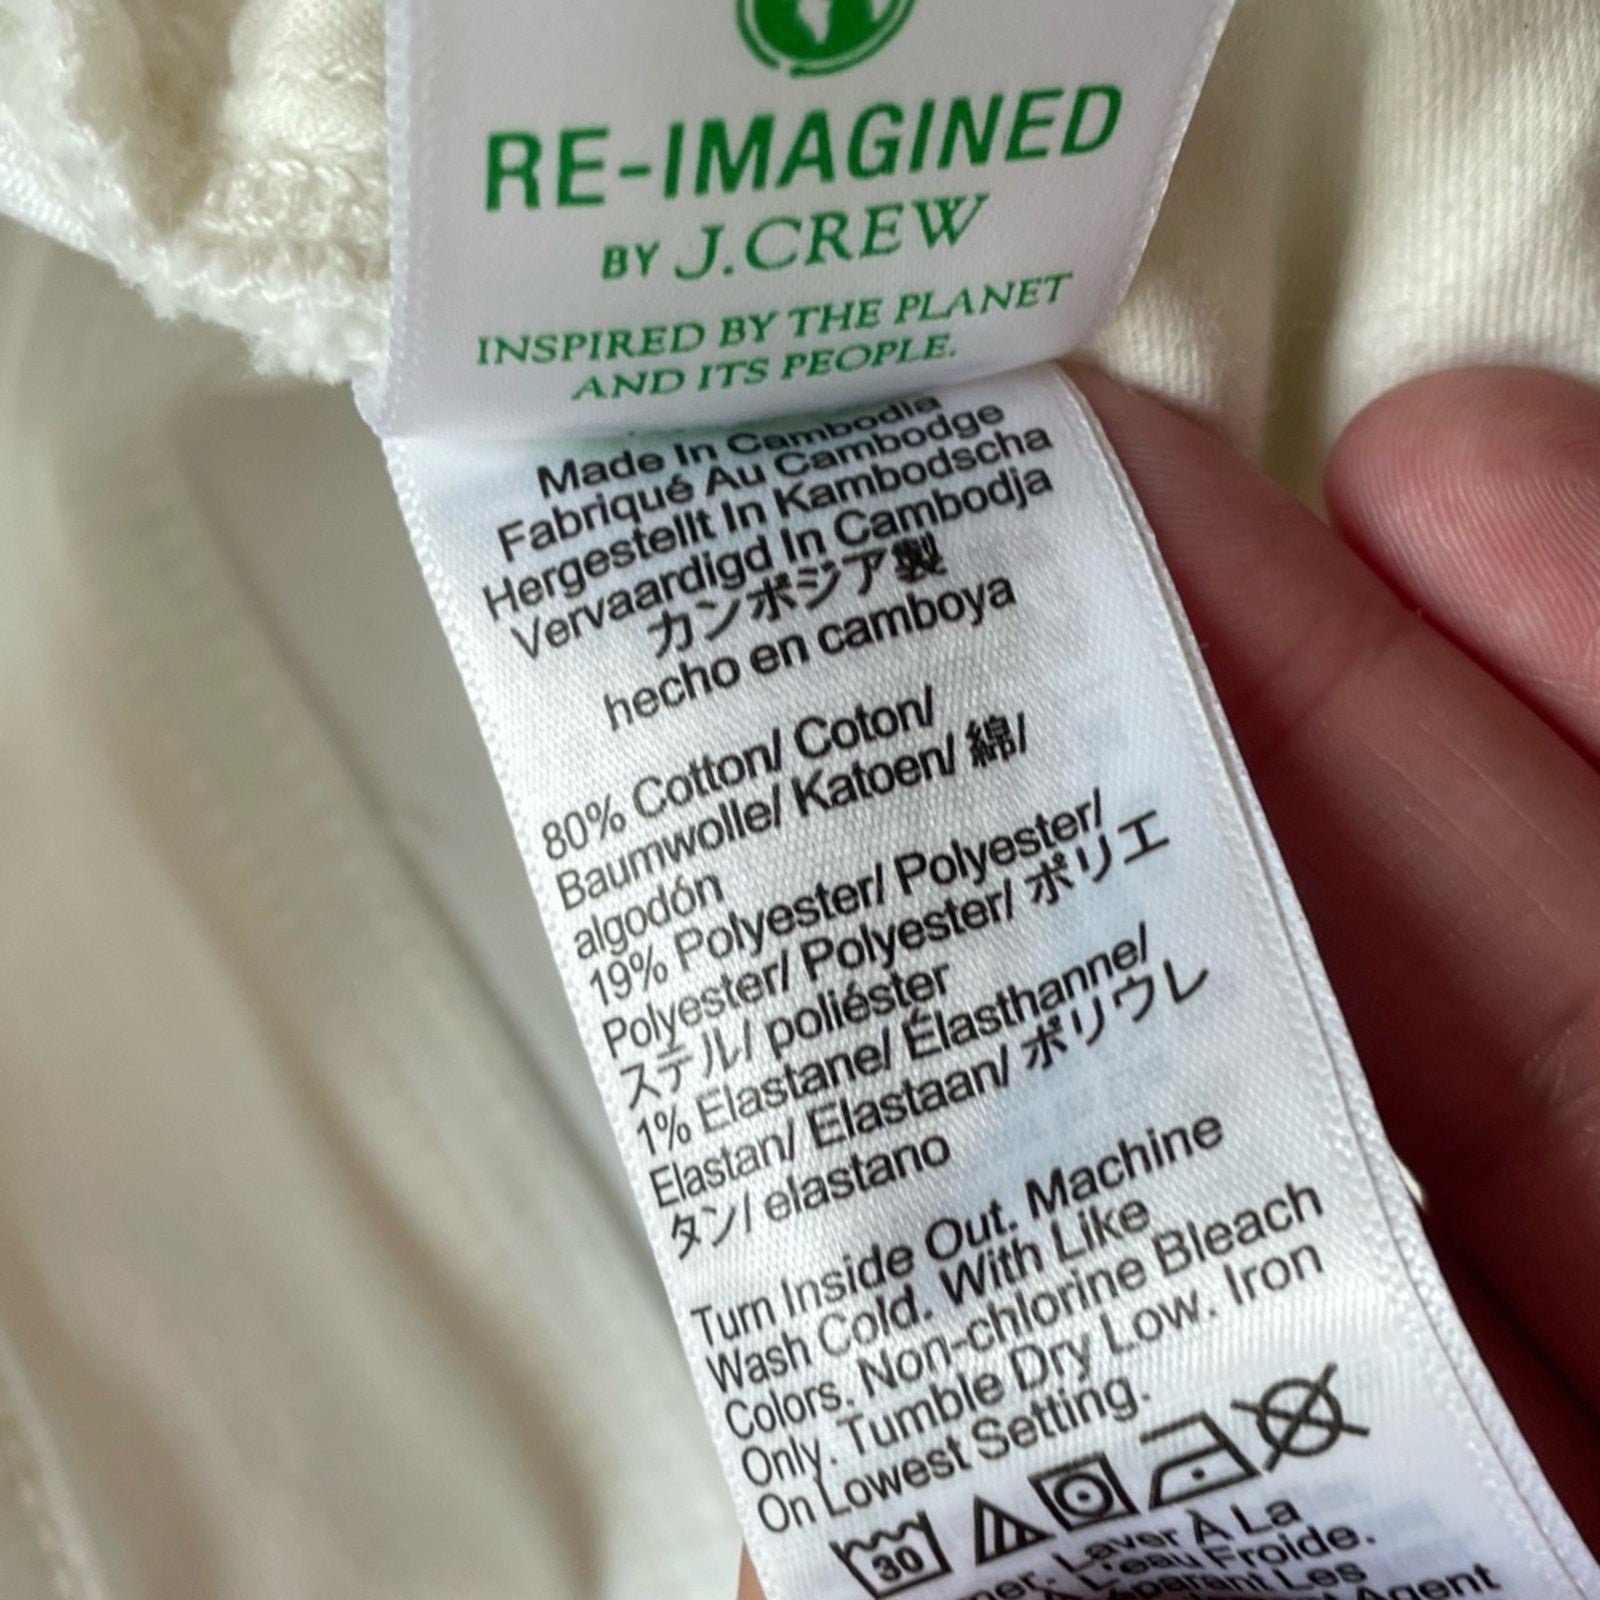 RE-IMAGINED
BY J.CREW
INSPIRED BY THE PLANET
AND ITS PEOPLE.
Made In Cambodia
Fabriqué Au Cambodge
Hergestellt In Kambodscha
Vervaardigd In Cambodja
カンボジア製
hecho en camboya
80% Cotton/ Coton/
Baumwolle/ Katoen/ 綿/
algodón
19% Polyester/ Polyester/
Polyester/ Polyester/ ポリエ
ステル/ poliéster
1% Elastane/ Élasthanne/
Elastan/ Elastaan/ ポリウレ
タン/ elastano
Turn Inside Out. Machine
Wash Cold. With Like
Colors. Non-chlorine Bleach
Only. Tumble Dry Low. Iron
On Lowest Setting.
30
Laver À La
L'eau Froide.
Les
Agent